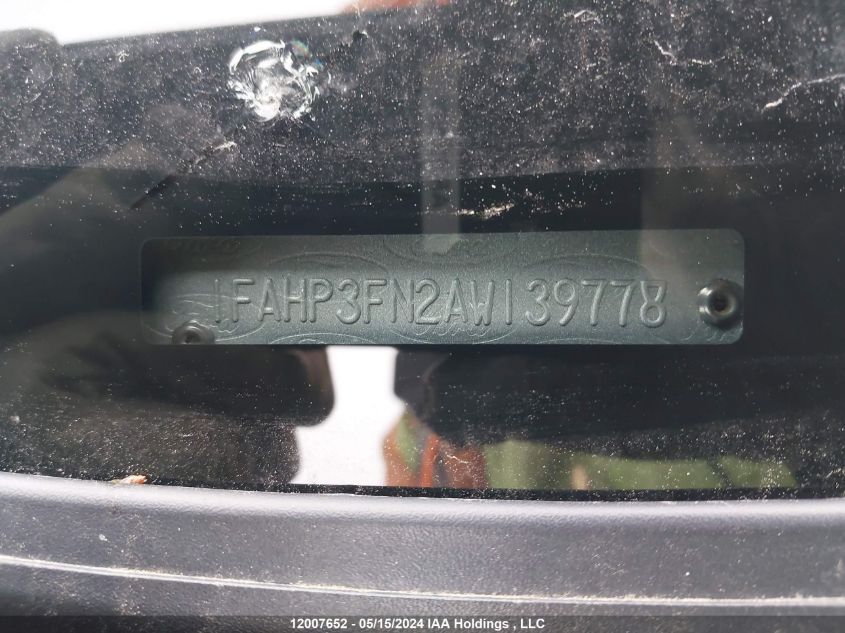 1FAHP3FN2AW139778
12007652 - 05/15/2024 IAA Holdings , LLC